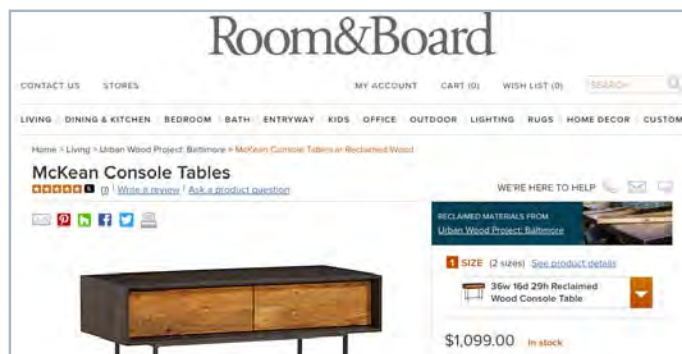 Room&Board
CONTACT US STORES MY ACCOUNT CART (0) WISH LIST (0) SEARCH
LIVING DINING & KITCHEN BEDROOM BATH ENTRYWAY KIDS OFFICE OUTDOOR LIGHTING RUGS HOME DECOR CUSTOM
Home > Living > Urban Wood Project: Baltimore > McKean Console Tables in Reclaimed Wood
McKean Console Tables
5 (1) Write a review Ask a product question
WE'RE HERE TO HELP
RECLAIMED MATERIALS FROM
Urban Wood Project: Baltimore
1 SIZE (2 sizes) See product details
36w 16d 29h Reclaimed
Wood Console Table
$1,099.00 In stock